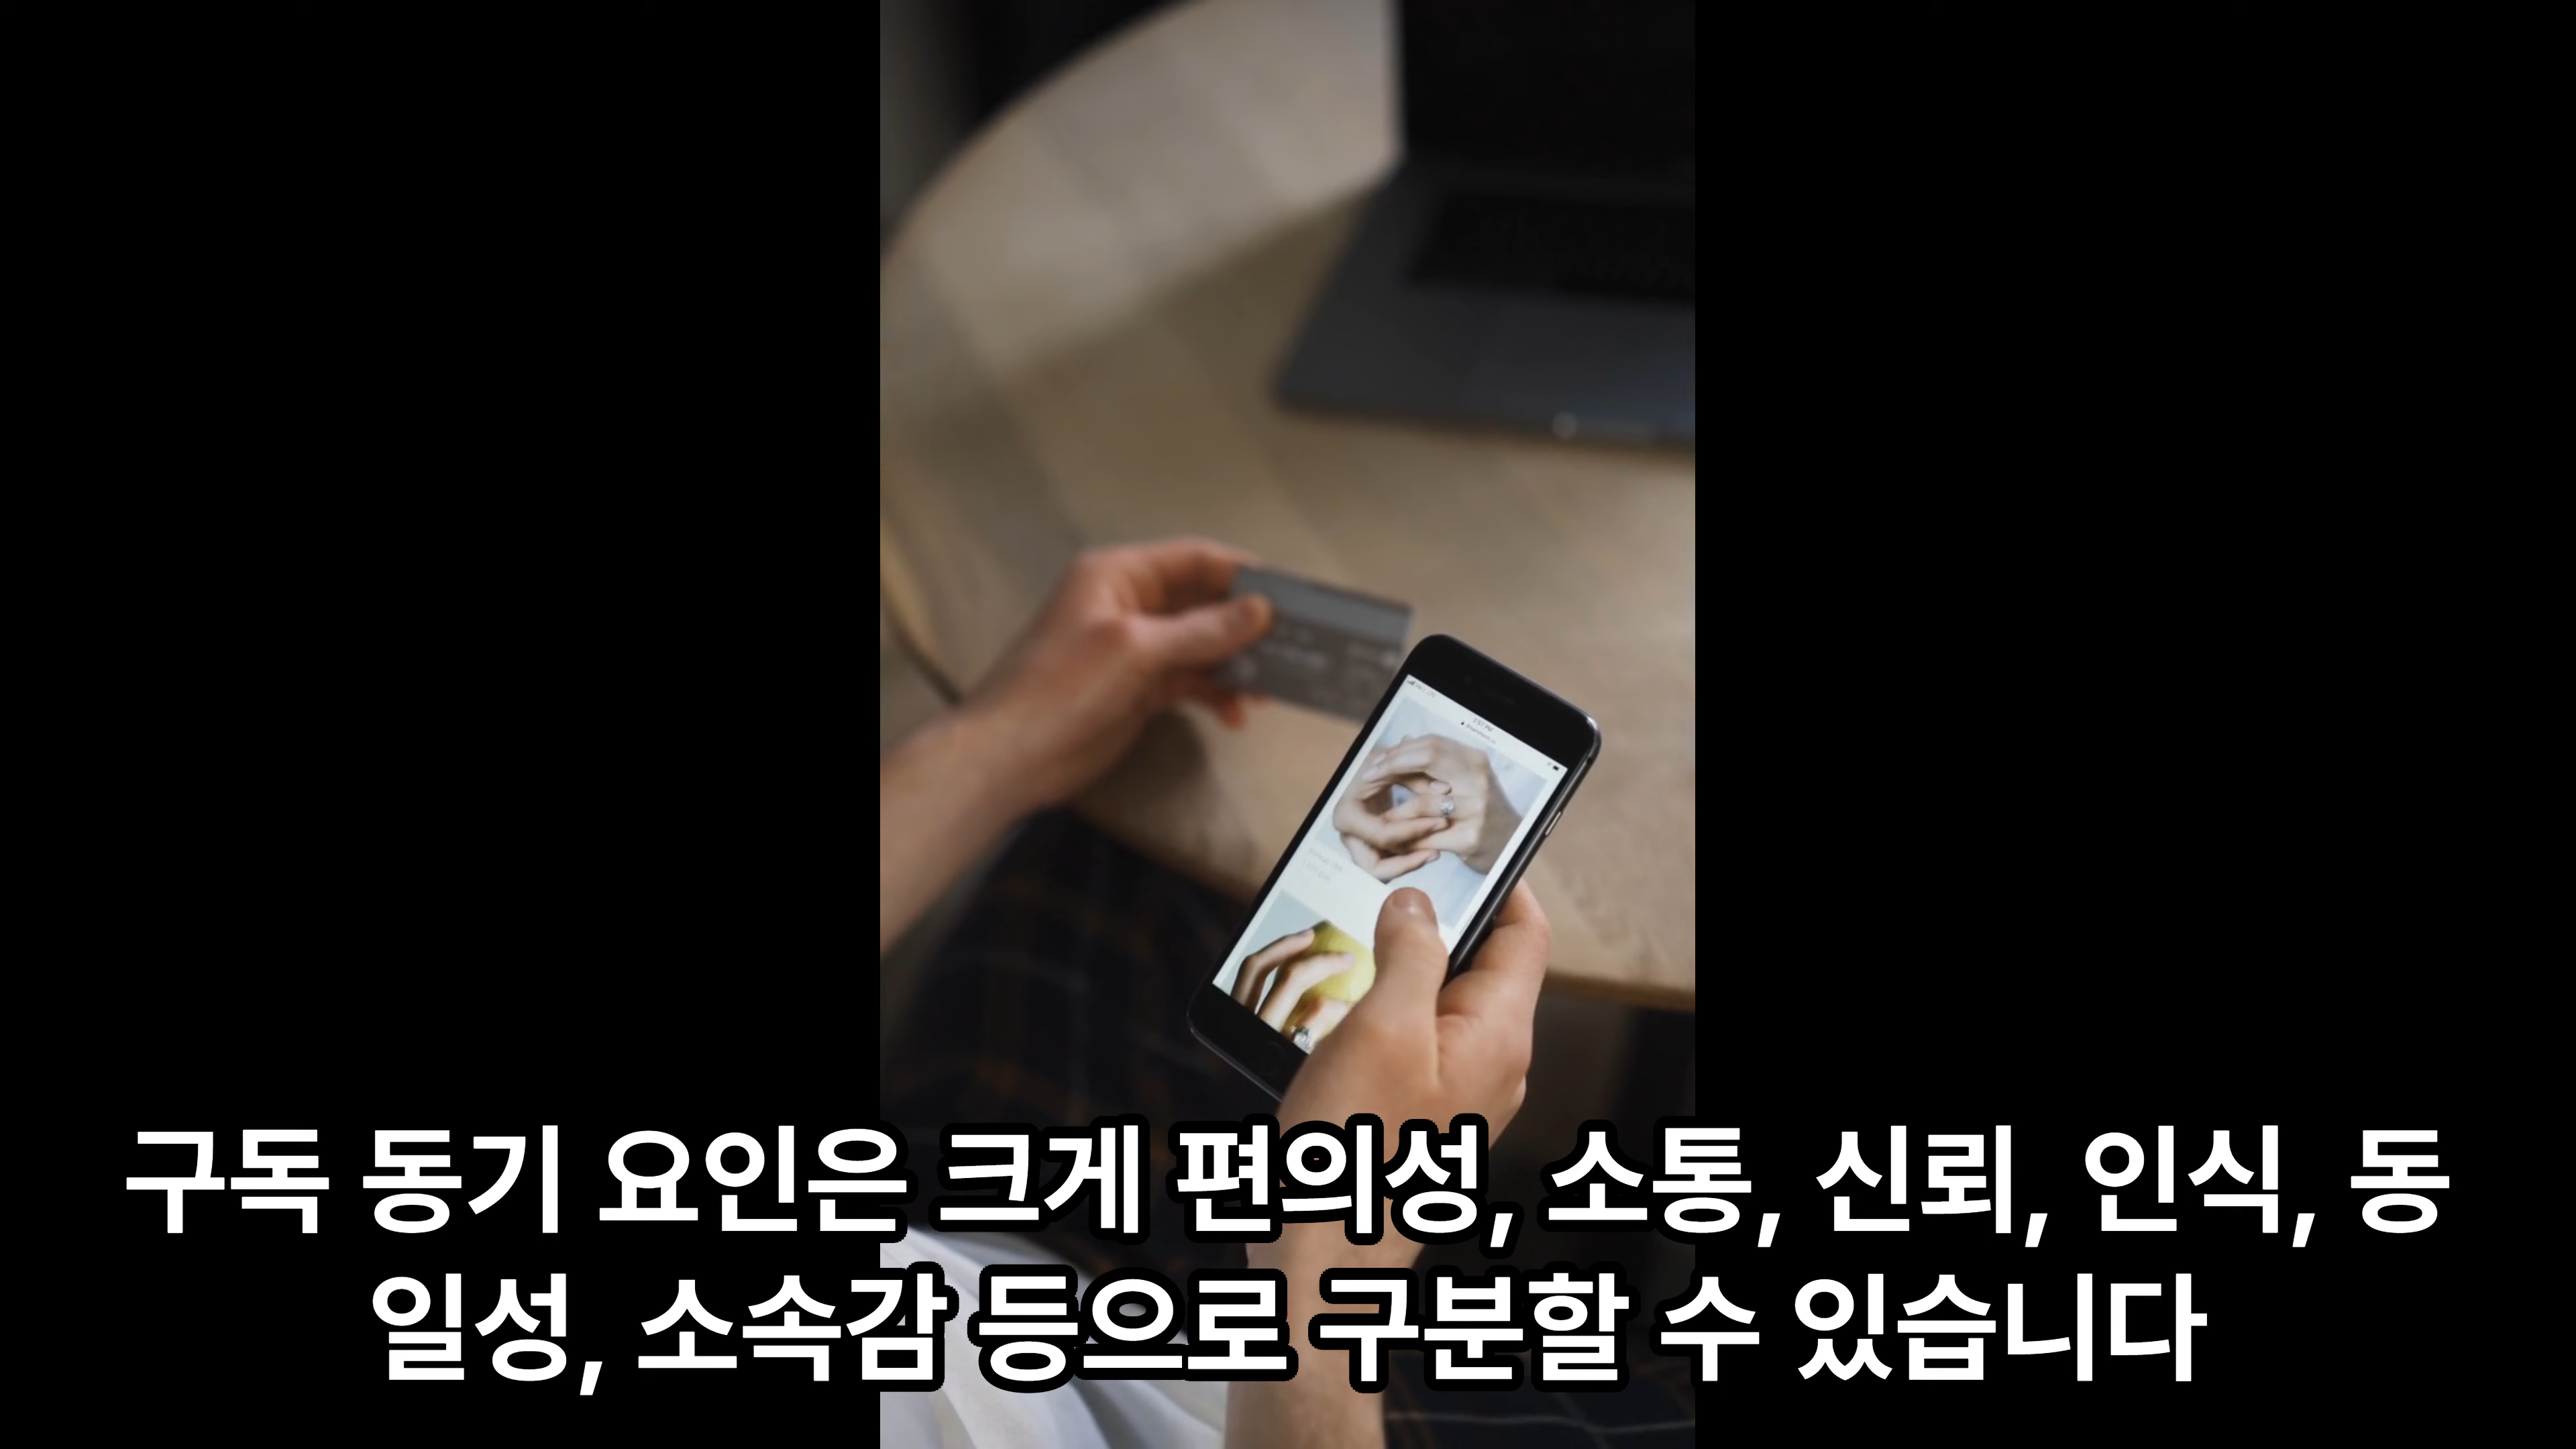 구독 동기 요인은 크게 편의성, 소통, 신뢰, 인식, 동
일성, 소속감 등으로 구분할 수 있습니다